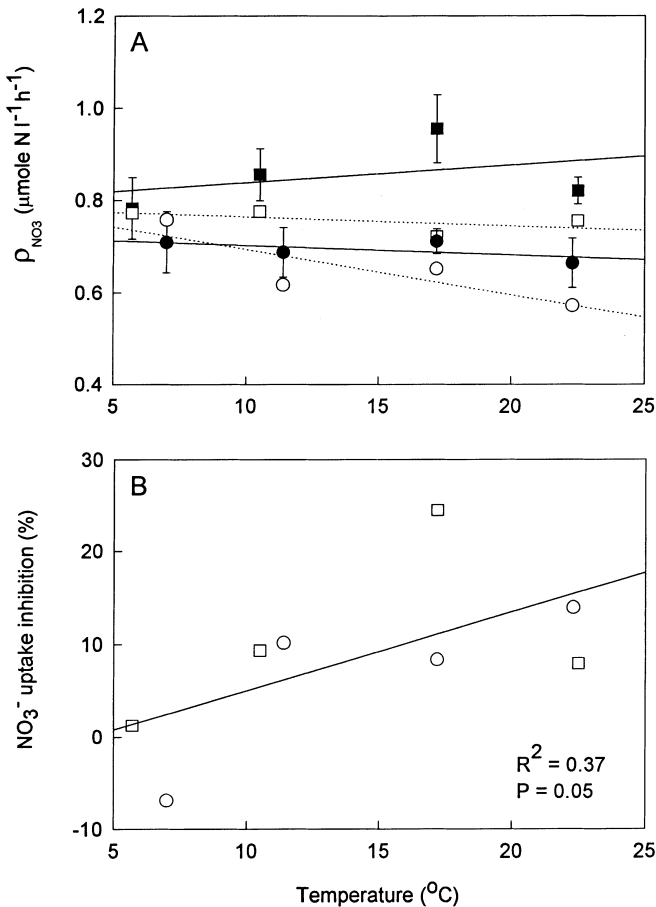 A
1.2
1.0
0.8
0.6
0.4
ρNO3 (µmole N l⁻¹ h⁻¹)
5 10 15 20 25
B
30
20
10
0
-10
NO3⁻ uptake inhibition (%)
R² = 0.37
P = 0.05
5 10 15 20 25
Temperature (⁰C)